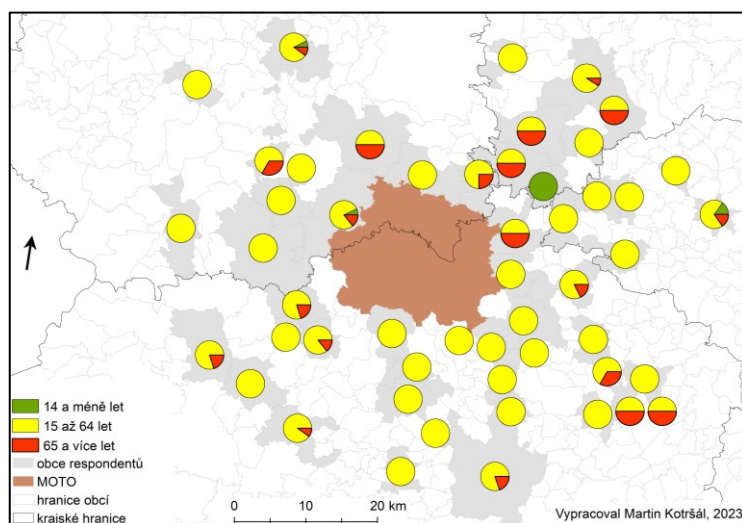 14 a méně let
15 až 64 let
65 a více let
obce respondentů
MOTO
hranice obcí
krajské hranice
0 10 20 km
Vypracoval Martin Kotršál, 2023